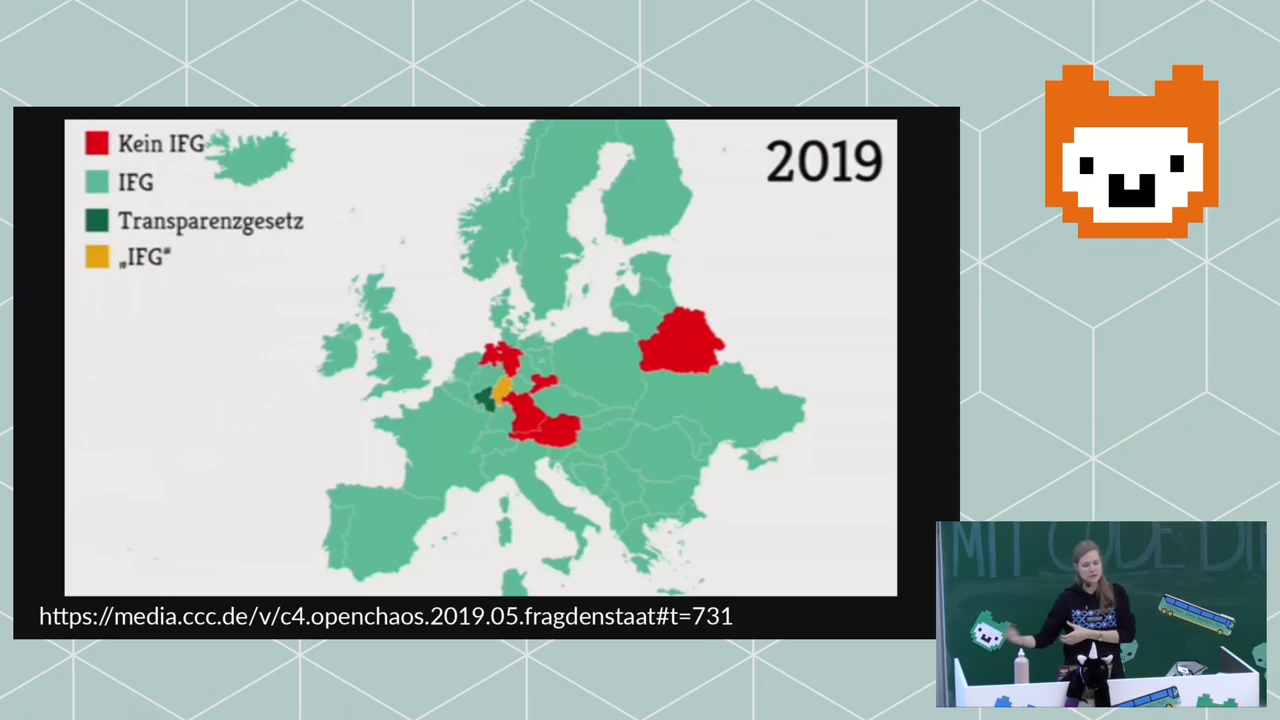 Kein IFG
IFG
Transparenzgesetz
„IFG“
2019
https://media.ccc.de/v/c4.openchaos.2019.05.fragdenstaat#t=731
MIT CODE DI